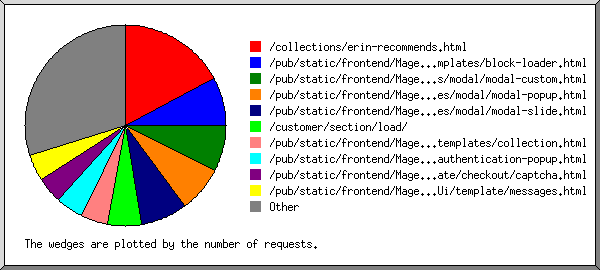 /collections/erin-recommends.html
/pub/static/frontend/Mage...mplates/block-loader.html
/pub/static/frontend/Mage...s/modal/modal-custom.html
/pub/static/frontend/Mage...es/modal/modal-popup.html
/pub/static/frontend/Mage...es/modal/modal-slide.html
/customer/section/load/
/pub/static/frontend/Mage...templates/collection.html
/pub/static/frontend/Mage...authentication-popup.html
/pub/static/frontend/Mage...ate/checkout/captcha.html
/pub/static/frontend/Mage...Ui/template/messages.html
Other
The wedges are plotted by the number of requests.